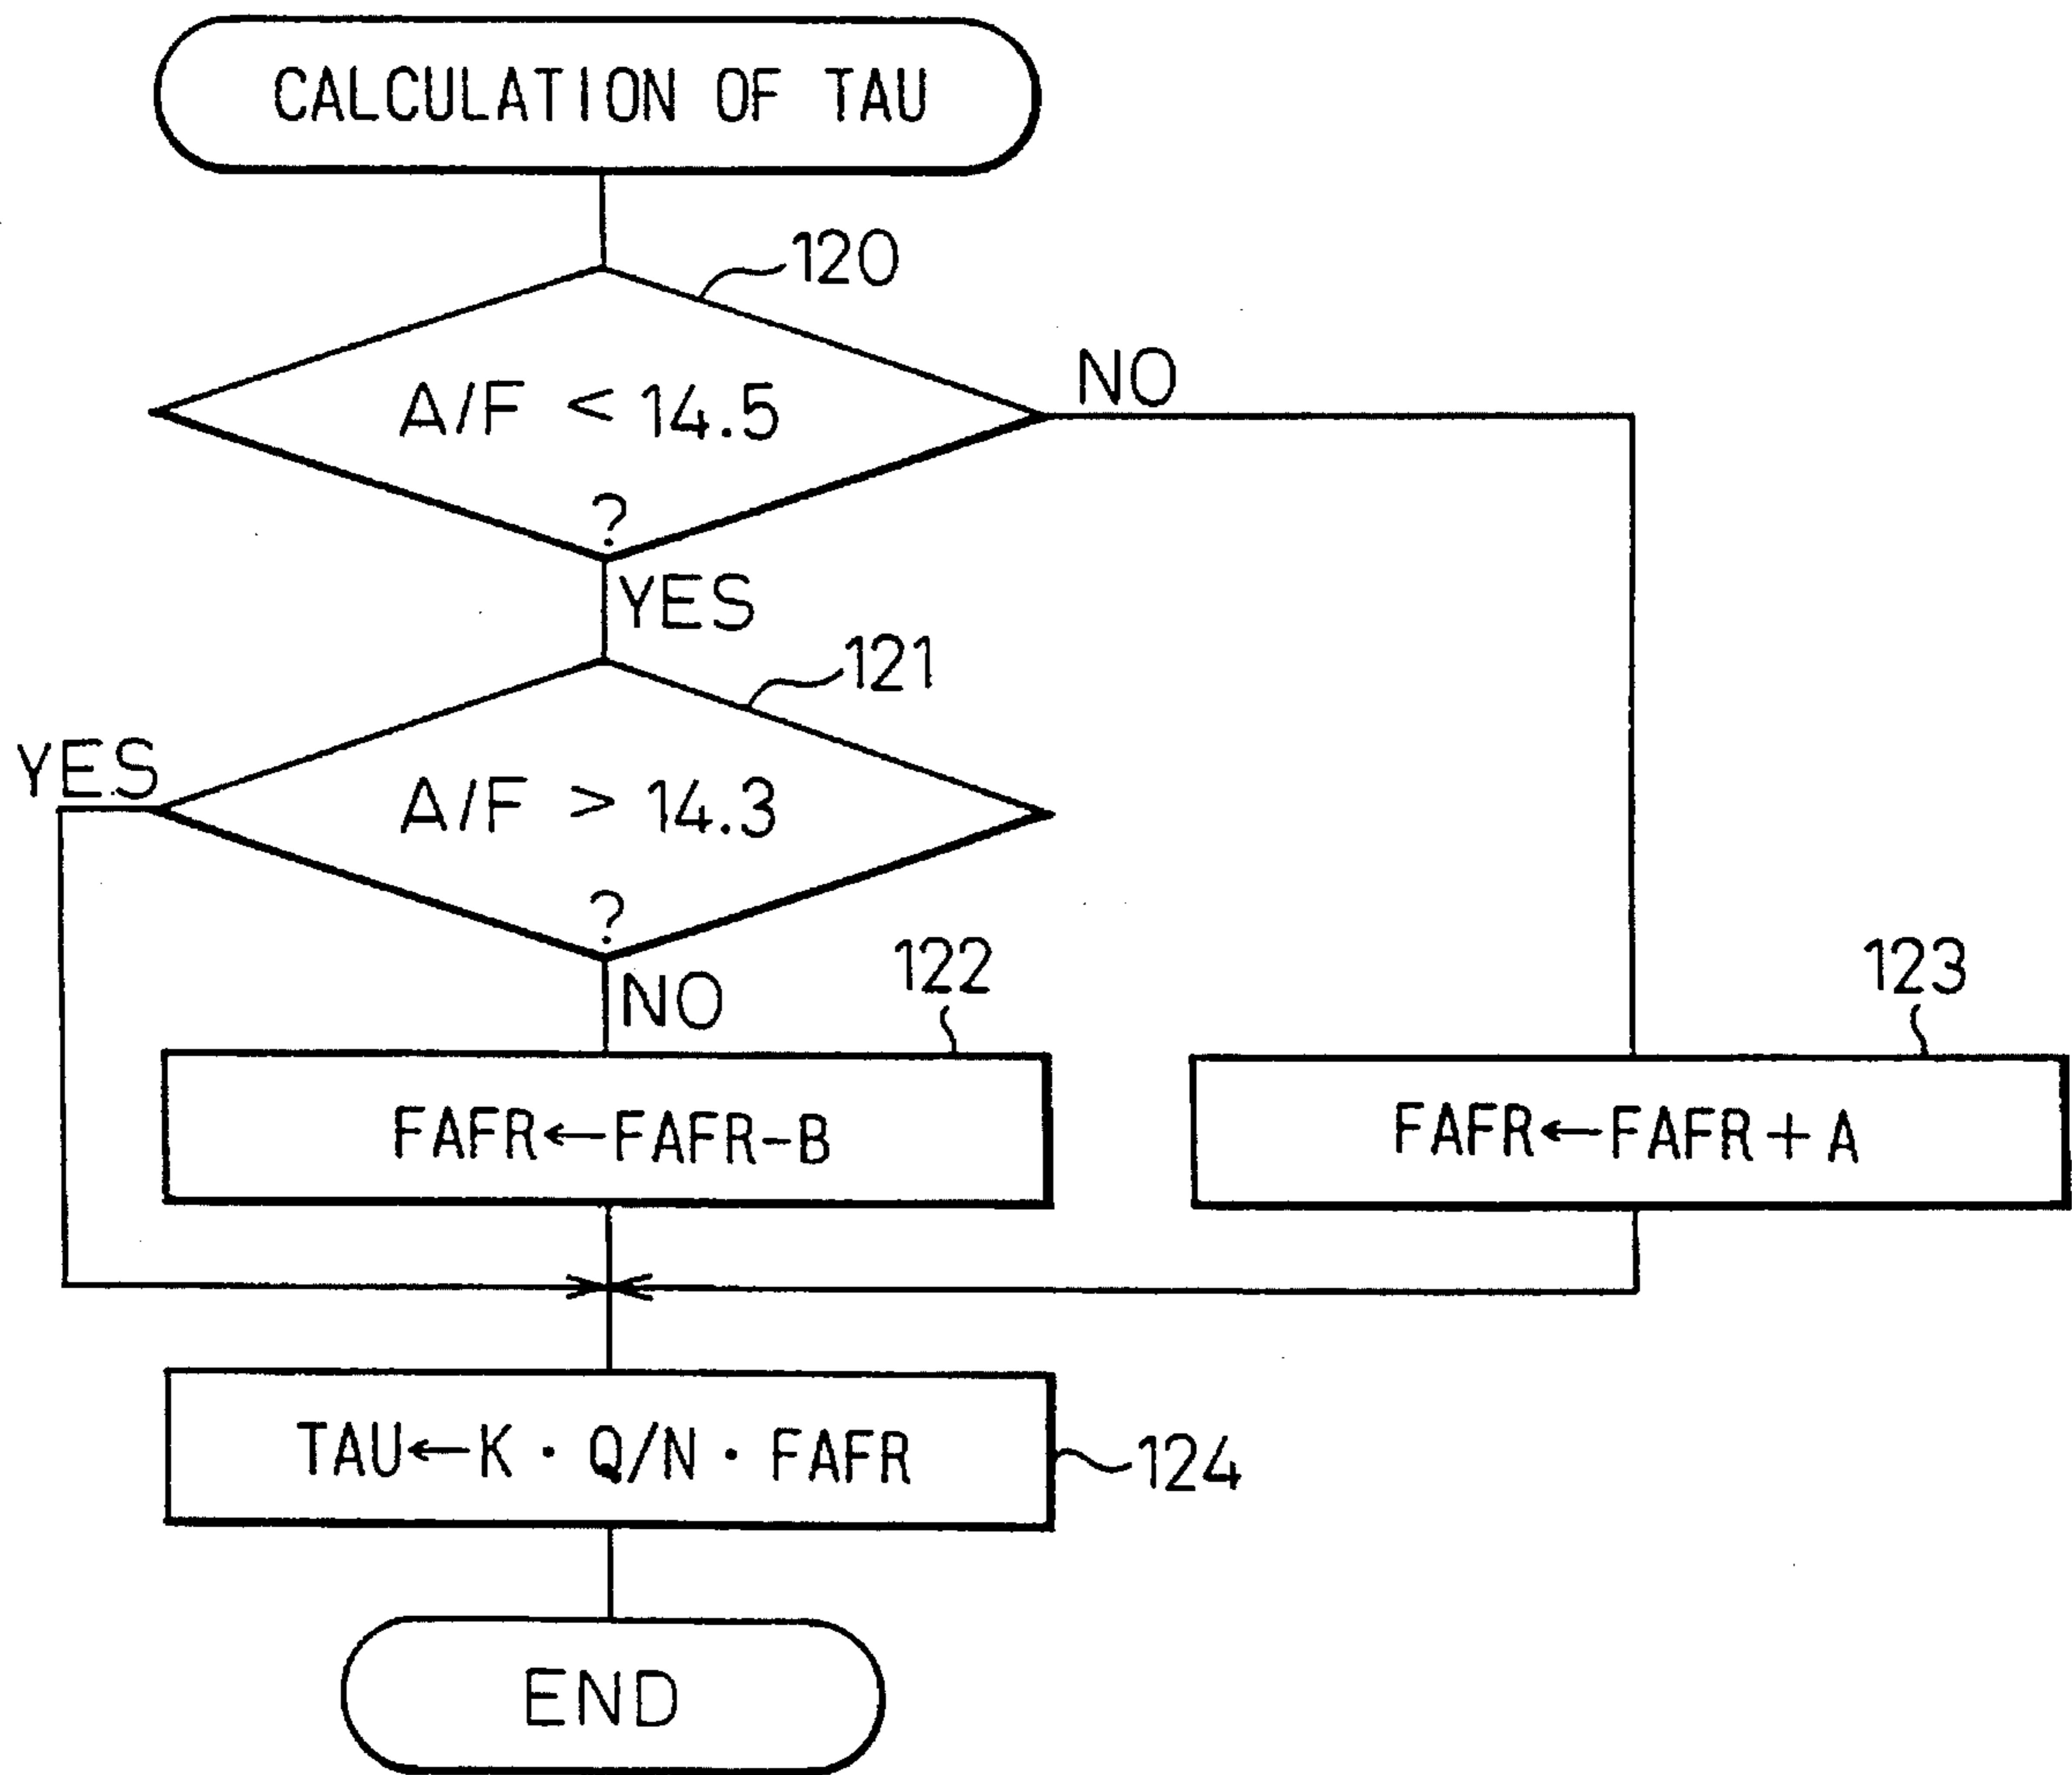 CALCULATION OF TAU
120
A/F < 14.5
?
NO
YES
121
YES
A/F > 14.3
?
NO
122
123
FAFR←FAFR-B
FAFR←FAFR+A
TAU←K・Q/N・FAFR
124
END